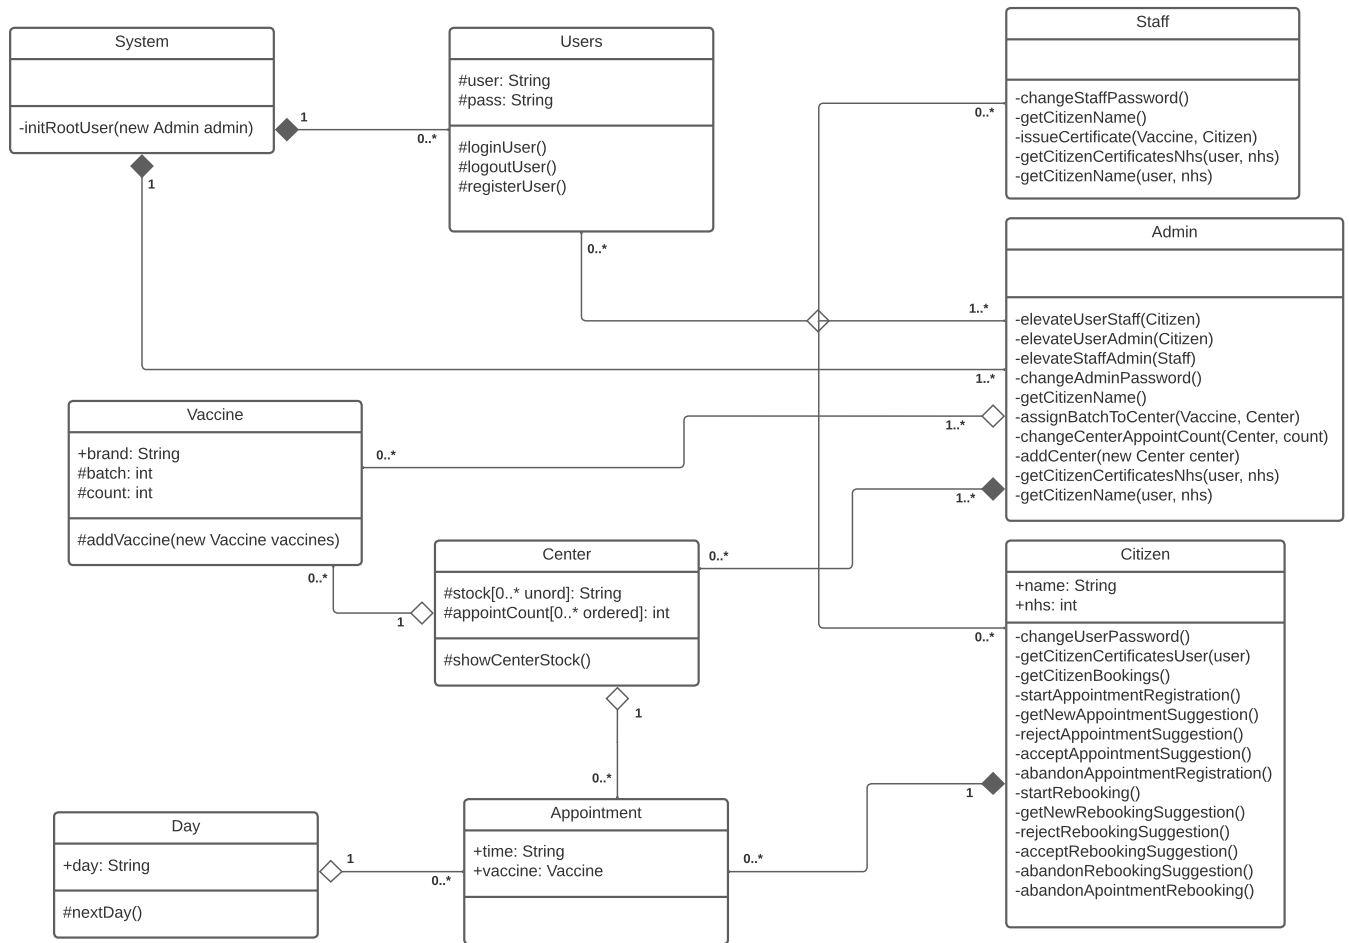 System
-initRootUser(new Admin admin)
1
1
Users
#user: String
#pass: String
#loginUser()
#logoutUser()
#registerUser()
0..*
0..*
Staff
-changeStaffPassword()
-getCitizenName()
-issueCertificate(Vaccine, Citizen)
-getCitizenCertificatesNhs(user, nhs)
-getCitizenName(user, nhs)
0..*
Admin
-elevateUserStaff(Citizen)
-elevateUserAdmin(Citizen)
-elevateStaffAdmin(Staff)
-changeAdminPassword()
-getCitizenName()
-assignBatchToCenter(Vaccine, Center)
-changeCenterAppointCount(Center, count)
-addCenter(new Center center)
-getCitizenCertificatesNhs(user, nhs)
-getCitizenName(user, nhs)
1..*
1..*
1..*
1..*
Vaccine
+brand: String
#batch: int
#count: int
#addVaccine(new Vaccine vaccines)
0..*
0..*
Center
#stock[0..* unord]: String
#appointCount[0..* ordered]: int
#showCenterStock()
0..*
1
1
Citizen
+name: String
+nhs: int
-changeUserPassword()
-getCitizenCertificatesUser(user)
-getCitizenBookings()
-startAppointmentRegistration()
-getNewAppointmentSuggestion()
-rejectAppointmentSuggestion()
-acceptAppointmentSuggestion()
-abandonAppointmentRegistration()
-startRebooking()
-getNewRebookingSuggestion()
-rejectRebookingSuggestion()
-acceptRebookingSuggestion()
-abandonRebookingSuggestion()
-abandonApointmentRebooking()
0..*
1
Day
+day: String
#nextDay()
1
Appointment
+time: String
+vaccine: Vaccine
0..*
0..*
0..*